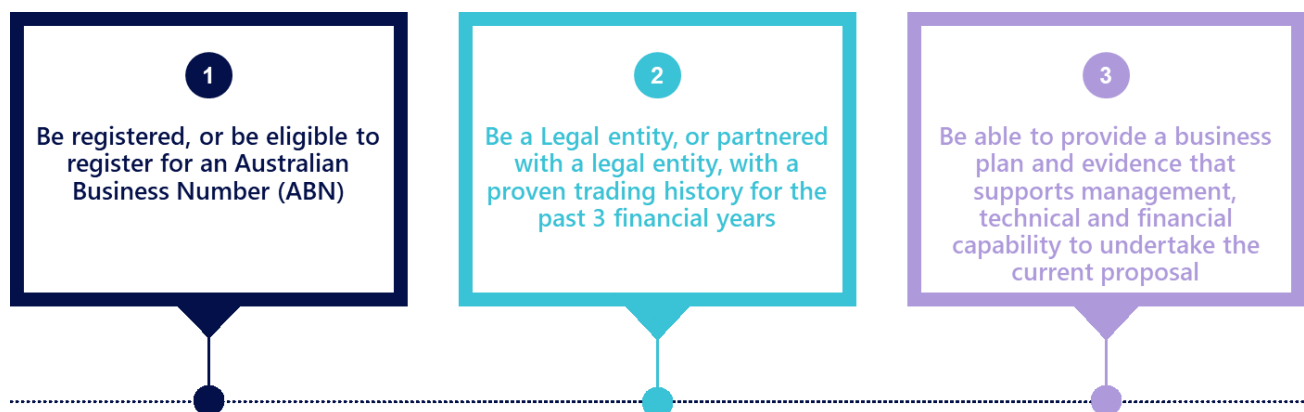 1
Be registered, or be eligible to
register for an Australian
Business Number (ABN)
2
Be a Legal entity, or partnered
with a legal entity, with a
proven trading history for the
past 3 financial years
3
Be able to provide a business
plan and evidence that
supports management,
technical and financial
capability to undertake the
current proposal